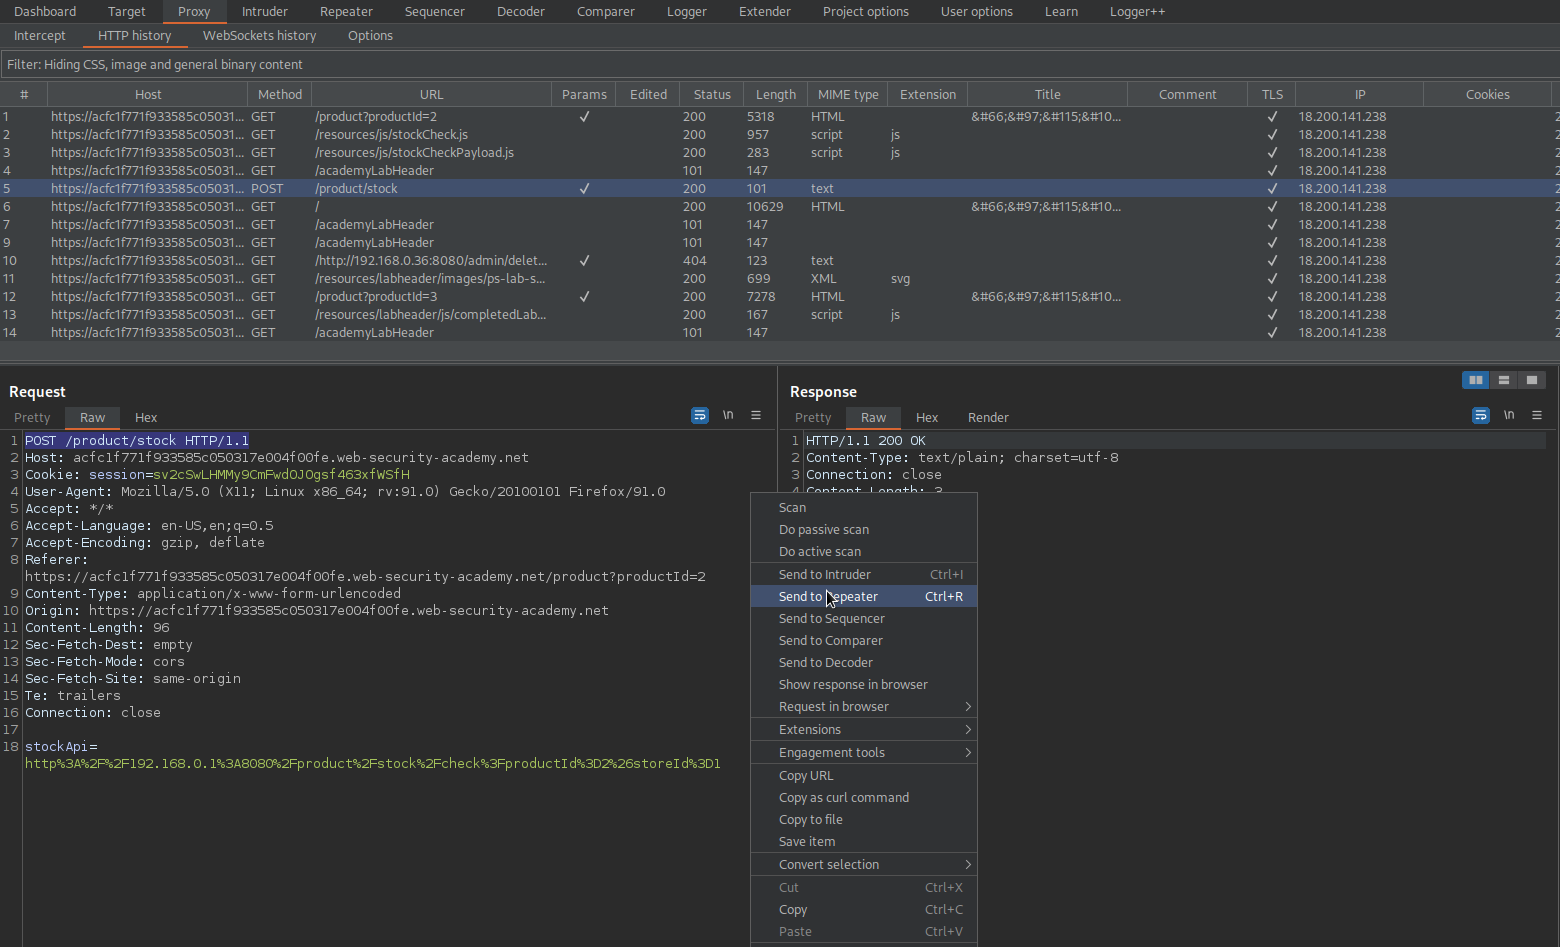 Dashboard Target Proxy Intruder Repeater Sequencer Decoder Comparer Logger Extender Project options User options Learn Logger++
Intercept HTTP history WebSockets history Options
Filter: Hiding CSS, image and general binary content
# Host Method URL Params Edited Status Length MIME type Extension Title Comment TLS IP Cookies
1 https://acfc1f771f933585c05031... GET /product?productId=2 ✓ 200 5318 HTML &#66;&#97;&#115;&#10... ✓ 18.200.141.238 2
2 https://acfc1f771f933585c05031... GET /resources/js/stockCheck.js 200 957 script js ✓ 18.200.141.238 2
3 https://acfc1f771f933585c05031... GET /resources/js/stockCheckPayload.js 200 283 script js ✓ 18.200.141.238 2
4 https://acfc1f771f933585c05031... GET /academyLabHeader 101 147 ✓ 18.200.141.238 2
5 https://acfc1f771f933585c05031... POST /product/stock ✓ 200 101 text ✓ 18.200.141.238 2
6 https://acfc1f771f933585c05031... GET / 200 10629 HTML &#66;&#97;&#115;&#10... ✓ 18.200.141.238 2
7 https://acfc1f771f933585c05031... GET /academyLabHeader 101 147 ✓ 18.200.141.238 2
9 https://acfc1f771f933585c05031... GET /academyLabHeader 101 147 ✓ 18.200.141.238 2
10 https://acfc1f771f933585c05031... GET /http://192.168.0.36:8080/admin/delet... ✓ 404 123 text ✓ 18.200.141.238 2
11 https://acfc1f771f933585c05031... GET /resources/labheader/images/ps-lab-s... 200 699 XML svg ✓ 18.200.141.238 2
12 https://acfc1f771f933585c05031... GET /product?productId=3 ✓ 200 7278 HTML &#66;&#97;&#115;&#10... ✓ 18.200.141.238 2
13 https://acfc1f771f933585c05031... GET /resources/labheader/js/completedLab... 200 167 script js ✓ 18.200.141.238 2
14 https://acfc1f771f933585c05031... GET /academyLabHeader 101 147 ✓ 18.200.141.238 2
Request
Pretty Raw Hex \n
1 POST /product/stock HTTP/1.1
2 Host: acfc1f771f933585c050317e004f00fe.web-security-academy.net
3 Cookie: session=sv2cSwLHMMy9CmFwdOJOgsf463xfWSfH
4 User-Agent: Mozilla/5.0 (X11; Linux x86_64; rv:91.0) Gecko/20100101 Firefox/91.0
5 Accept: */*
6 Accept-Language: en-US,en;q=0.5
7 Accept-Encoding: gzip, deflate
8 Referer:
https://acfc1f771f933585c050317e004f00fe.web-security-academy.net/product?productId=2
9 Content-Type: application/x-www-form-urlencoded
10 Origin: https://acfc1f771f933585c050317e004f00fe.web-security-academy.net
11 Content-Length: 96
12 Sec-Fetch-Dest: empty
13 Sec-Fetch-Mode: cors
14 Sec-Fetch-Site: same-origin
15 Te: trailers
16 Connection: close
17
18 stockApi=
http%3A%2F%2F192.168.0.1%3A8080%2Fproduct%2Fstock%2Fcheck%3FproductId%3D2%26storeId%3D1
Response
Pretty Raw Hex Render \n
1 HTTP/1.1 200 OK
2 Content-Type: text/plain; charset=utf-8
3 Connection: close
4 Content-Length: 3
Scan
Do passive scan
Do active scan
Send to Intruder Ctrl+I
Send to Repeater Ctrl+R
Send to Sequencer
Send to Comparer
Send to Decoder
Show response in browser
Request in browser
Extensions
Engagement tools
Copy URL
Copy as curl command
Copy to file
Save item
Convert selection
Cut Ctrl+X
Copy Ctrl+C
Paste Ctrl+V